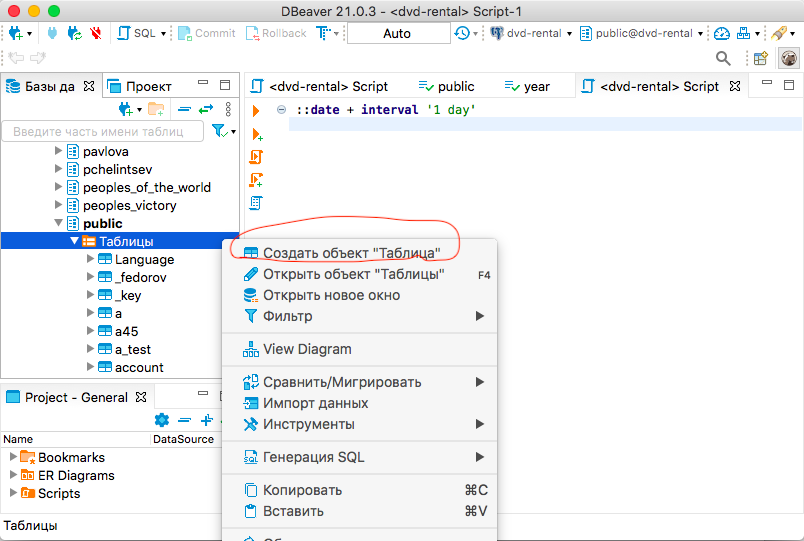 DBeaver 21.0.3 - <dvd-rental> Script-1
SQL Commit Rollback Auto dvd-rental public@dvd-rental
Базы да Проект
<dvd-rental> Script public year <dvd-rental> Script
Введите часть имени таблиц
::date + interval '1 day'
pavlova
pchelintsev
peoples_of_the_world
peoples_victory
public
Таблицы
Language
_fedorov
_key
a
a45
a_test
account
Создать объект "Таблица"
Открыть объект "Таблицы" F4
Открыть новое окно
Фильтр
View Diagram
Сравнить/Мигрировать
Импорт данных
Инструменты
Генерация SQL
Копировать ⌘C
Вставить ⌘V
Project - General
Name DataSource
Bookmarks
ER Diagrams
Scripts
Таблицы